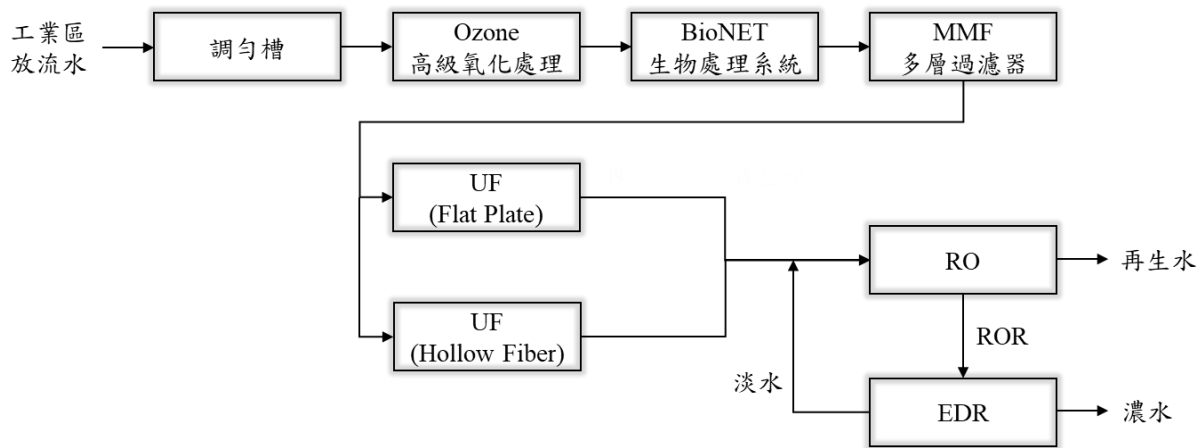 工業區
放流水
調勻槽
Ozone
高級氧化處理
BioNET
生物處理系統
MMF
多層過濾器
UF
(Flat Plate)
UF
(Hollow Fiber)
RO
再生水
ROR
淡水
EDR
濃水